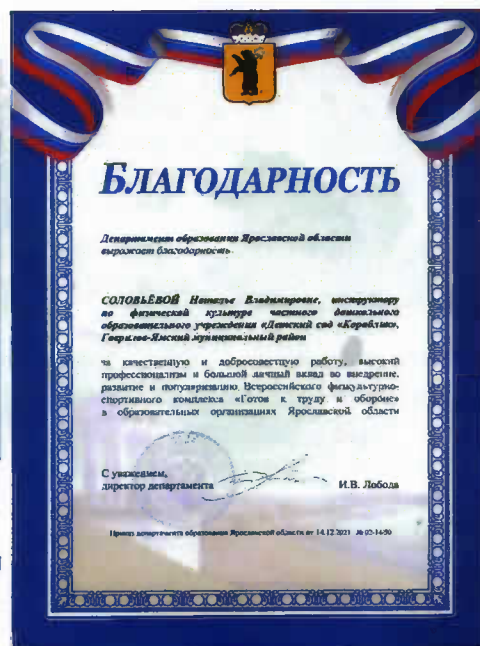 БЛАГОДАРНОСТЬ
Департамент образования Ярославской области
выражает благодарность
СОЛОВЬЁВОЙ Наталье Владимировне, инструктору
по физической культуре частного дошкольного
образовательного учреждения «Детский сад «Кораблик»,
Гаврилов-Ямский муниципальный район
за качественную и добросовестную работу, высокий
профессионализм и большой личный вклад во внедрение,
развитие и популяризацию Всероссийского физкультурно-
спортивного комплекса «Готов к труду и обороне»
в образовательных организациях Ярославской области
С уважением,
директор департамента И.В. Лобода
Приказ департамента образования Ярославской области от 14.12.2021 №